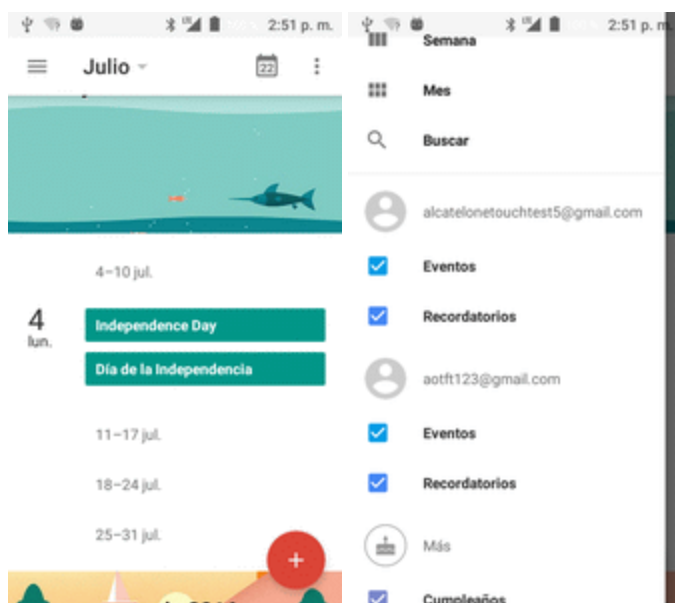 2:51 p. m.
Julio
22
4–10 jul.
4
lun.
Independence Day
Día de la Independencia
11–17 jul.
18–24 jul.
25–31 jul.
2:51 p. m.
Semana
Mes
Buscar
alcatelonetouchtest5@gmail.com
Eventos
Recordatorios
aotft123@gmail.com
Eventos
Recordatorios
Más
Cumpleaños